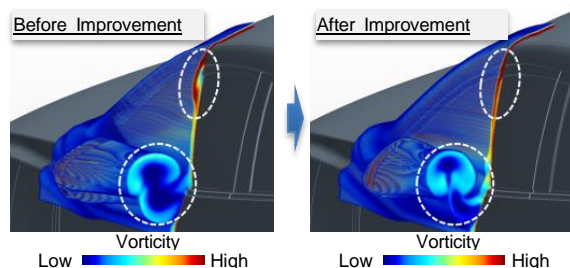 Before Improvement
After Improvement
Vorticity
Low High
Vorticity
Low High